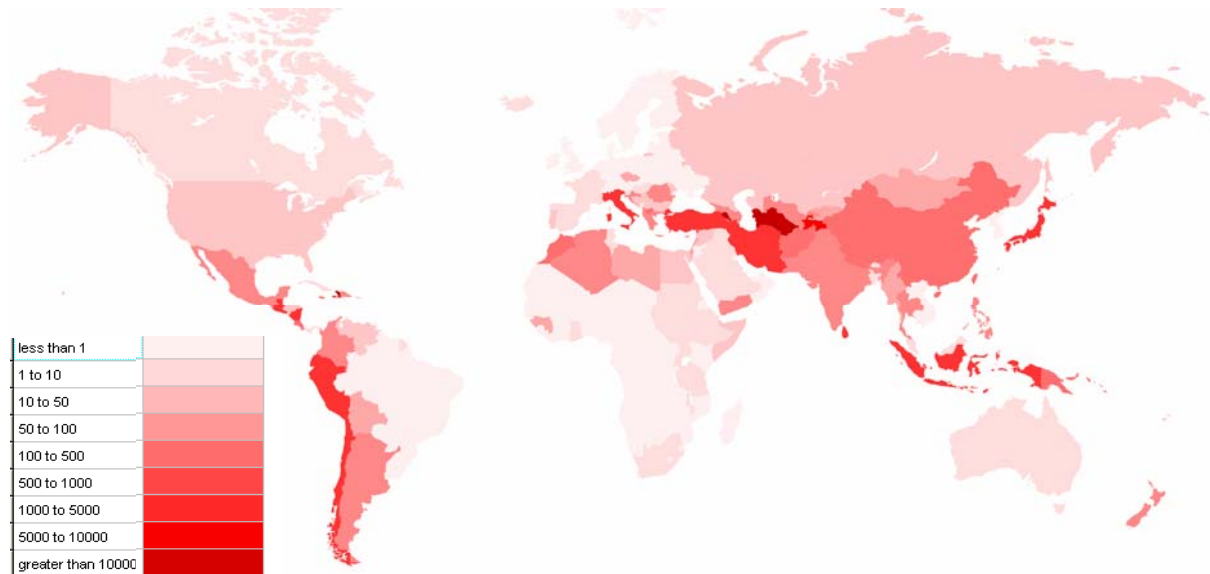 less than 1
1 to 10
10 to 50
50 to 100
100 to 500
500 to 1000
1000 to 5000
5000 to 10000
greater than 10000